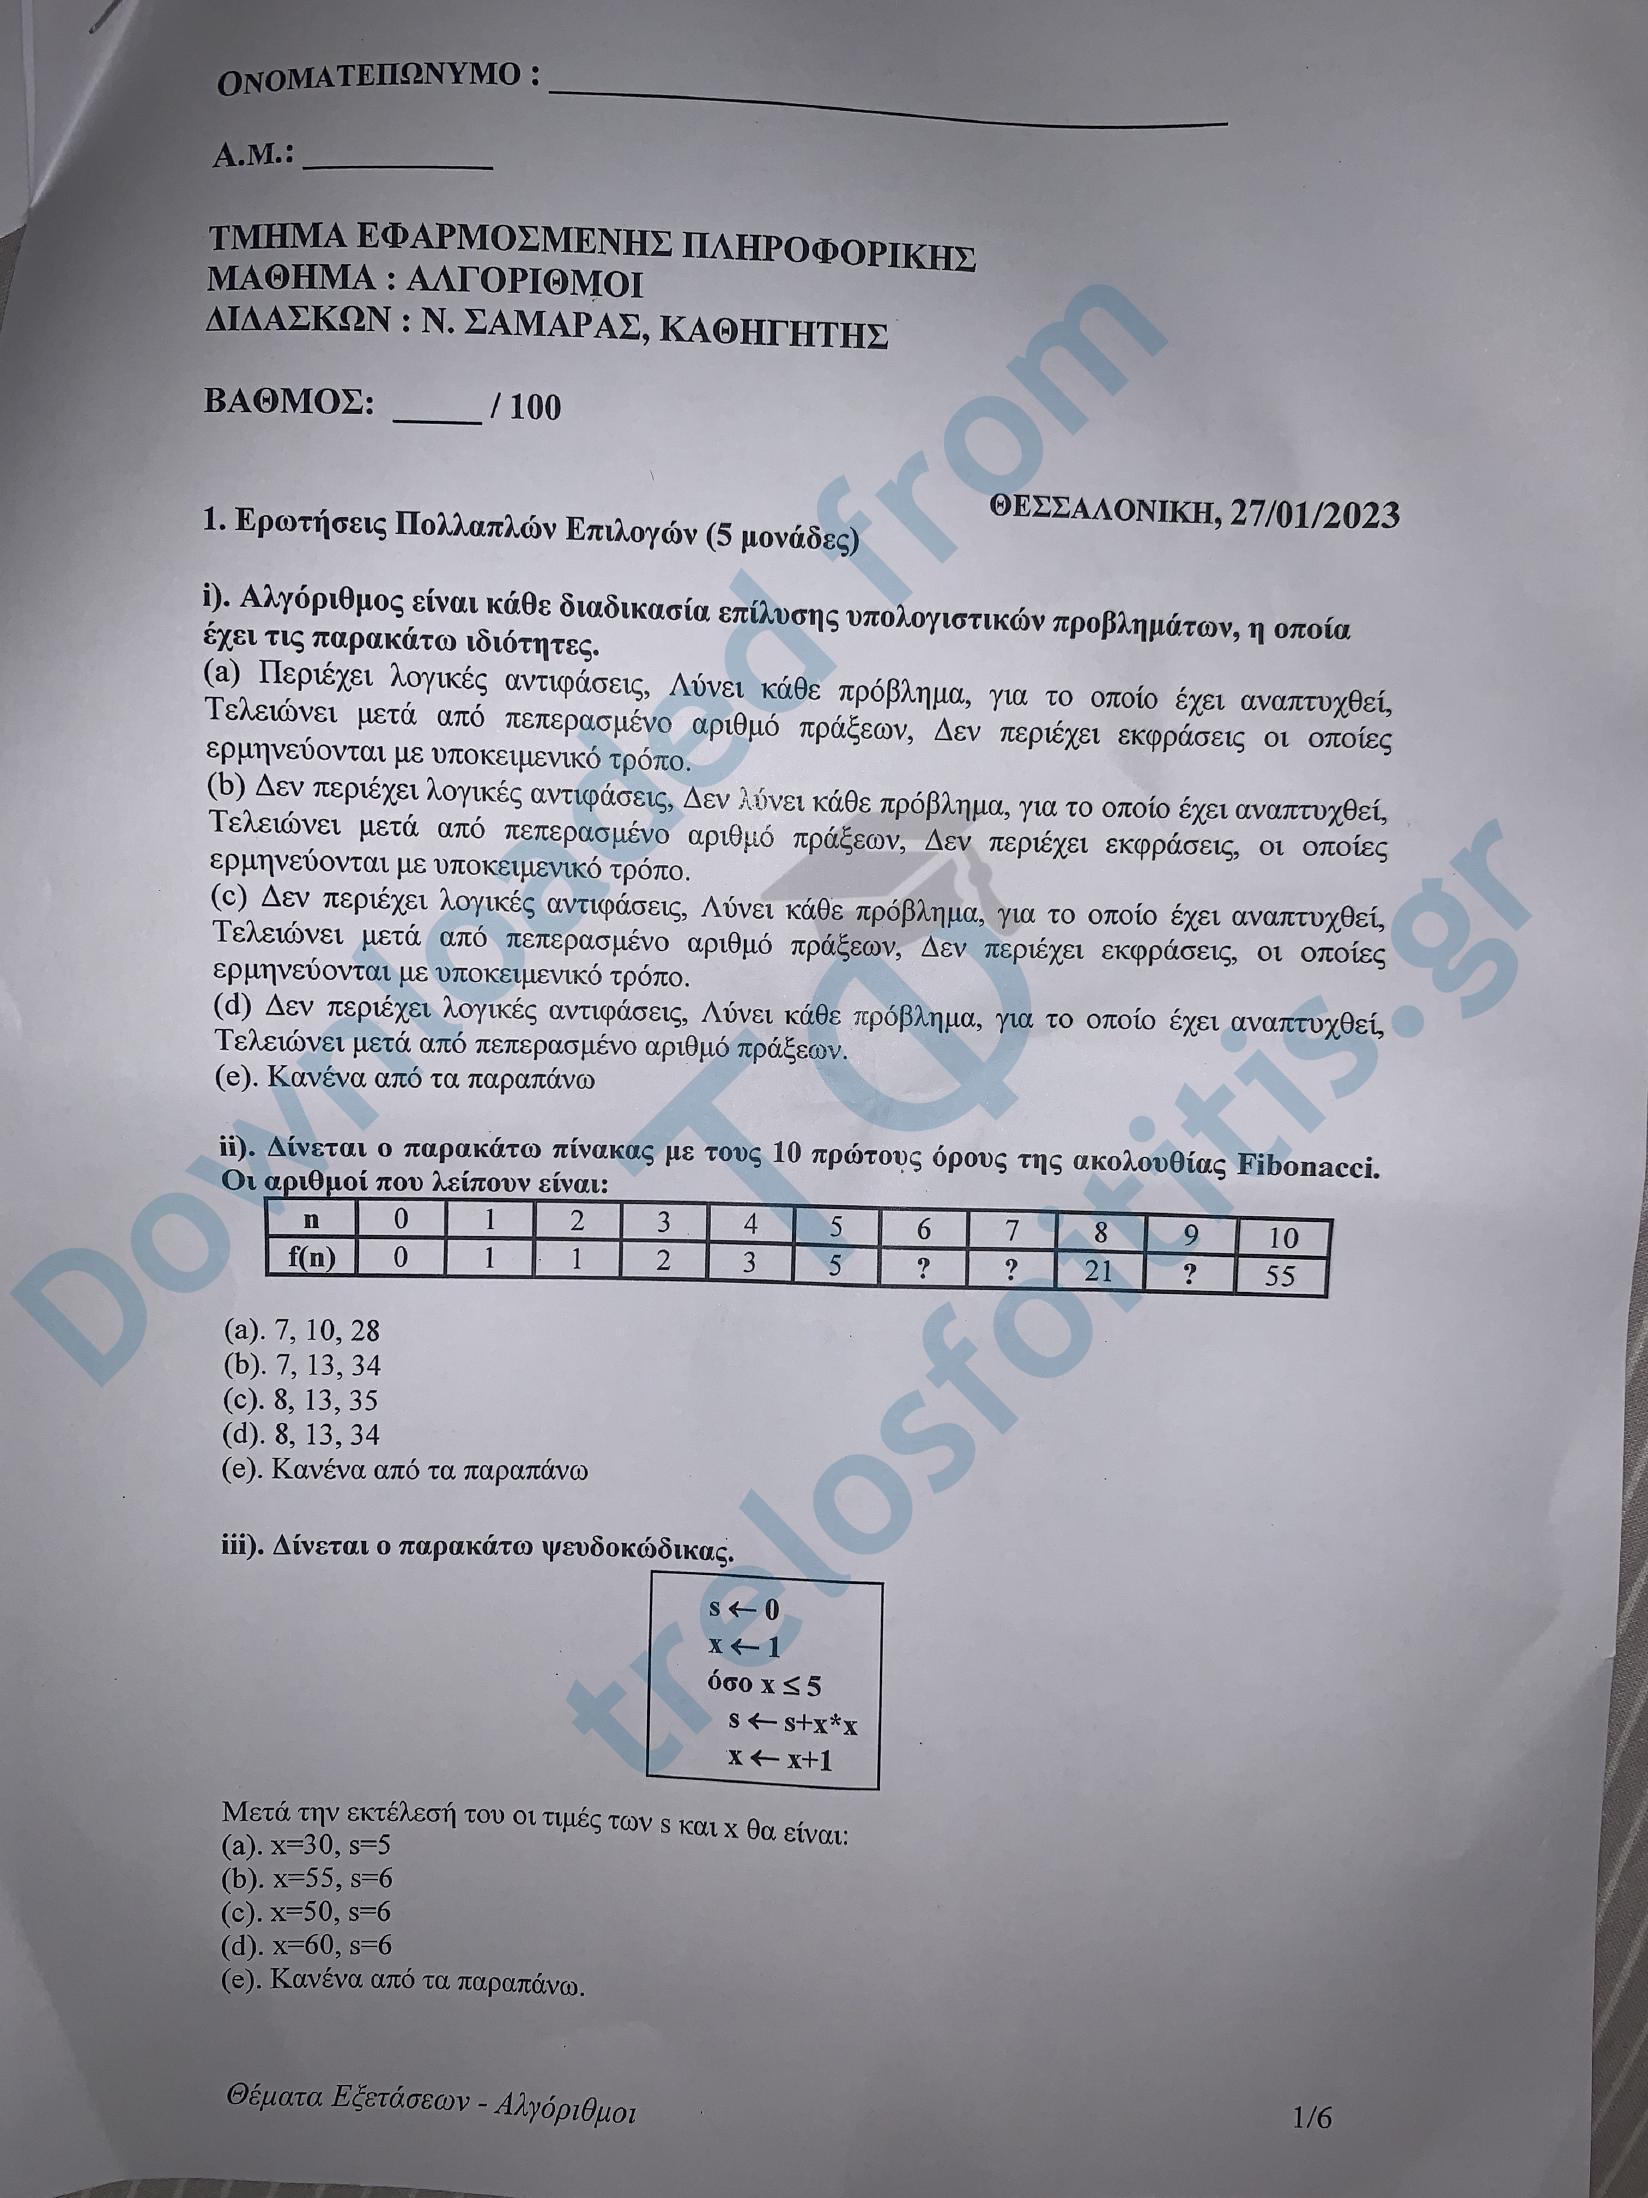 ΟΝΟΜΑΤΕΠΩΝΥΜΟ : ____________________
Α.Μ.: ____________
ΤΜΗΜΑ ΕΦΑΡΜΟΣΜΕΝΗΣ ΠΛΗΡΟΦΟΡΙΚΗΣ
ΜΑΘΗΜΑ : ΑΛΓΟΡΙΘΜΟΙ
ΔΙΔΑΣΚΩΝ : Ν. ΣΑΜΑΡΑΣ, ΚΑΘΗΓΗΤΗΣ
ΒΑΘΜΟΣ: _____ / 100
ΘΕΣΣΑΛΟΝΙΚΗ, 27/01/2023
1. Ερωτήσεις Πολλαπλών Επιλογών (5 μονάδες)
i). Αλγόριθμος είναι κάθε διαδικασία επίλυσης υπολογιστικών προβλημάτων, η οποία
έχει τις παρακάτω ιδιότητες.
(a) Περιέχει λογικές αντιφάσεις, Λύνει κάθε πρόβλημα, για το οποίο έχει αναπτυχθεί,
Τελειώνει μετά από πεπερασμένο αριθμό πράξεων, Δεν περιέχει εκφράσεις οι οποίες
ερμηνεύονται με υποκειμενικό τρόπο.
(b) Δεν περιέχει λογικές αντιφάσεις, Δεν λύνει κάθε πρόβλημα, για το οποίο έχει αναπτυχθεί,
Τελειώνει μετά από πεπερασμένο αριθμό πράξεων, Δεν περιέχει εκφράσεις, οι οποίες
ερμηνεύονται με υποκειμενικό τρόπο.
(c) Δεν περιέχει λογικές αντιφάσεις, Λύνει κάθε πρόβλημα, για το οποίο έχει αναπτυχθεί,
Τελειώνει μετά από πεπερασμένο αριθμό πράξεων, Δεν περιέχει εκφράσεις, οι οποίες
ερμηνεύονται με υποκειμενικό τρόπο.
(d) Δεν περιέχει λογικές αντιφάσεις, Λύνει κάθε πρόβλημα, για το οποίο έχει αναπτυχθεί,
Τελειώνει μετά από πεπερασμένο αριθμό πράξεων.
(e). Κανένα από τα παραπάνω
ii). Δίνεται ο παρακάτω πίνακας με τους 10 πρώτους όρους της ακολουθίας Fibonacci.
Οι αριθμοί που λείπουν είναι:
n 0 1 2 3 4 5 6 7 8 9 10
f(n) 0 1 1 2 3 5 ? ? 21 ? 55
(a). 7, 10, 28
(b). 7, 13, 34
(c). 8, 13, 35
(d). 8, 13, 34
(e). Κανένα από τα παραπάνω
iii). Δίνεται ο παρακάτω ψευδοκώδικας.
s ← 0
x ← 1
όσο x ≤ 5
s ← s+x*x
x ← x+1
Μετά την εκτέλεσή του οι τιμές των s και x θα είναι:
(a). x=30, s=5
(b). x=55, s=6
(c). x=50, s=6
(d). x=60, s=6
(e). Κανένα από τα παραπάνω.
Θέματα Εξετάσεων - Αλγόριθμοι
1/6
Downloaded from
ΤΦ
trelosfoititis.gr